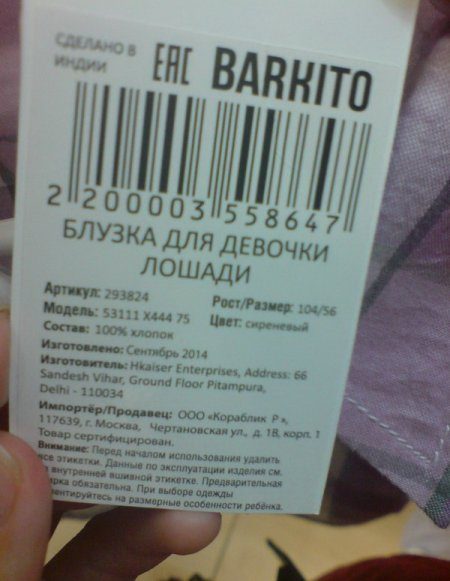 СДЕЛАНО В
ИНДИИ
EAC BARKITO
2 200003 558647
БЛУЗКА ДЛЯ ДЕВОЧКИ
ЛОШАДИ
Артикул: 293824
Рост/Размер: 104/56
Модель: 53111 X444 75
Цвет: сиреневый
Состав: 100% хлопок
Изготовлено: Сентябрь 2014
Изготовитель: Hkaiser Enterprises, Address: 66
Sandesh Vihar, Ground Floor Pitampura,
Delhi - 110034
Импортёр/Продавец: ООО «Кораблик Р»,
117639, г. Москва, Чертановская ул., д. 1В, корп. 1
Товар сертифицирован.
Внимание: Перед началом использования удалить
все этикетки. Данные по эксплуатации изделия см.
на внутренней вшивной этикетке. Предварительная
обязательна. При выборе одежды
на размерные особенности ребёнка.